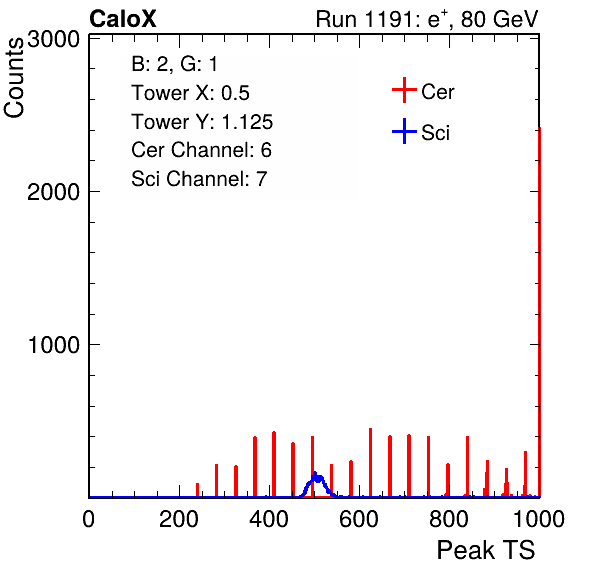 CaloX Run 1191: e+, 80 GeV
Counts
3000
2000
1000
B: 2, G: 1
Tower X: 0.5
Tower Y: 1.125
Cer Channel: 6
Sci Channel: 7
Cer
Sci
0 200 400 600 800 1000
Peak TS